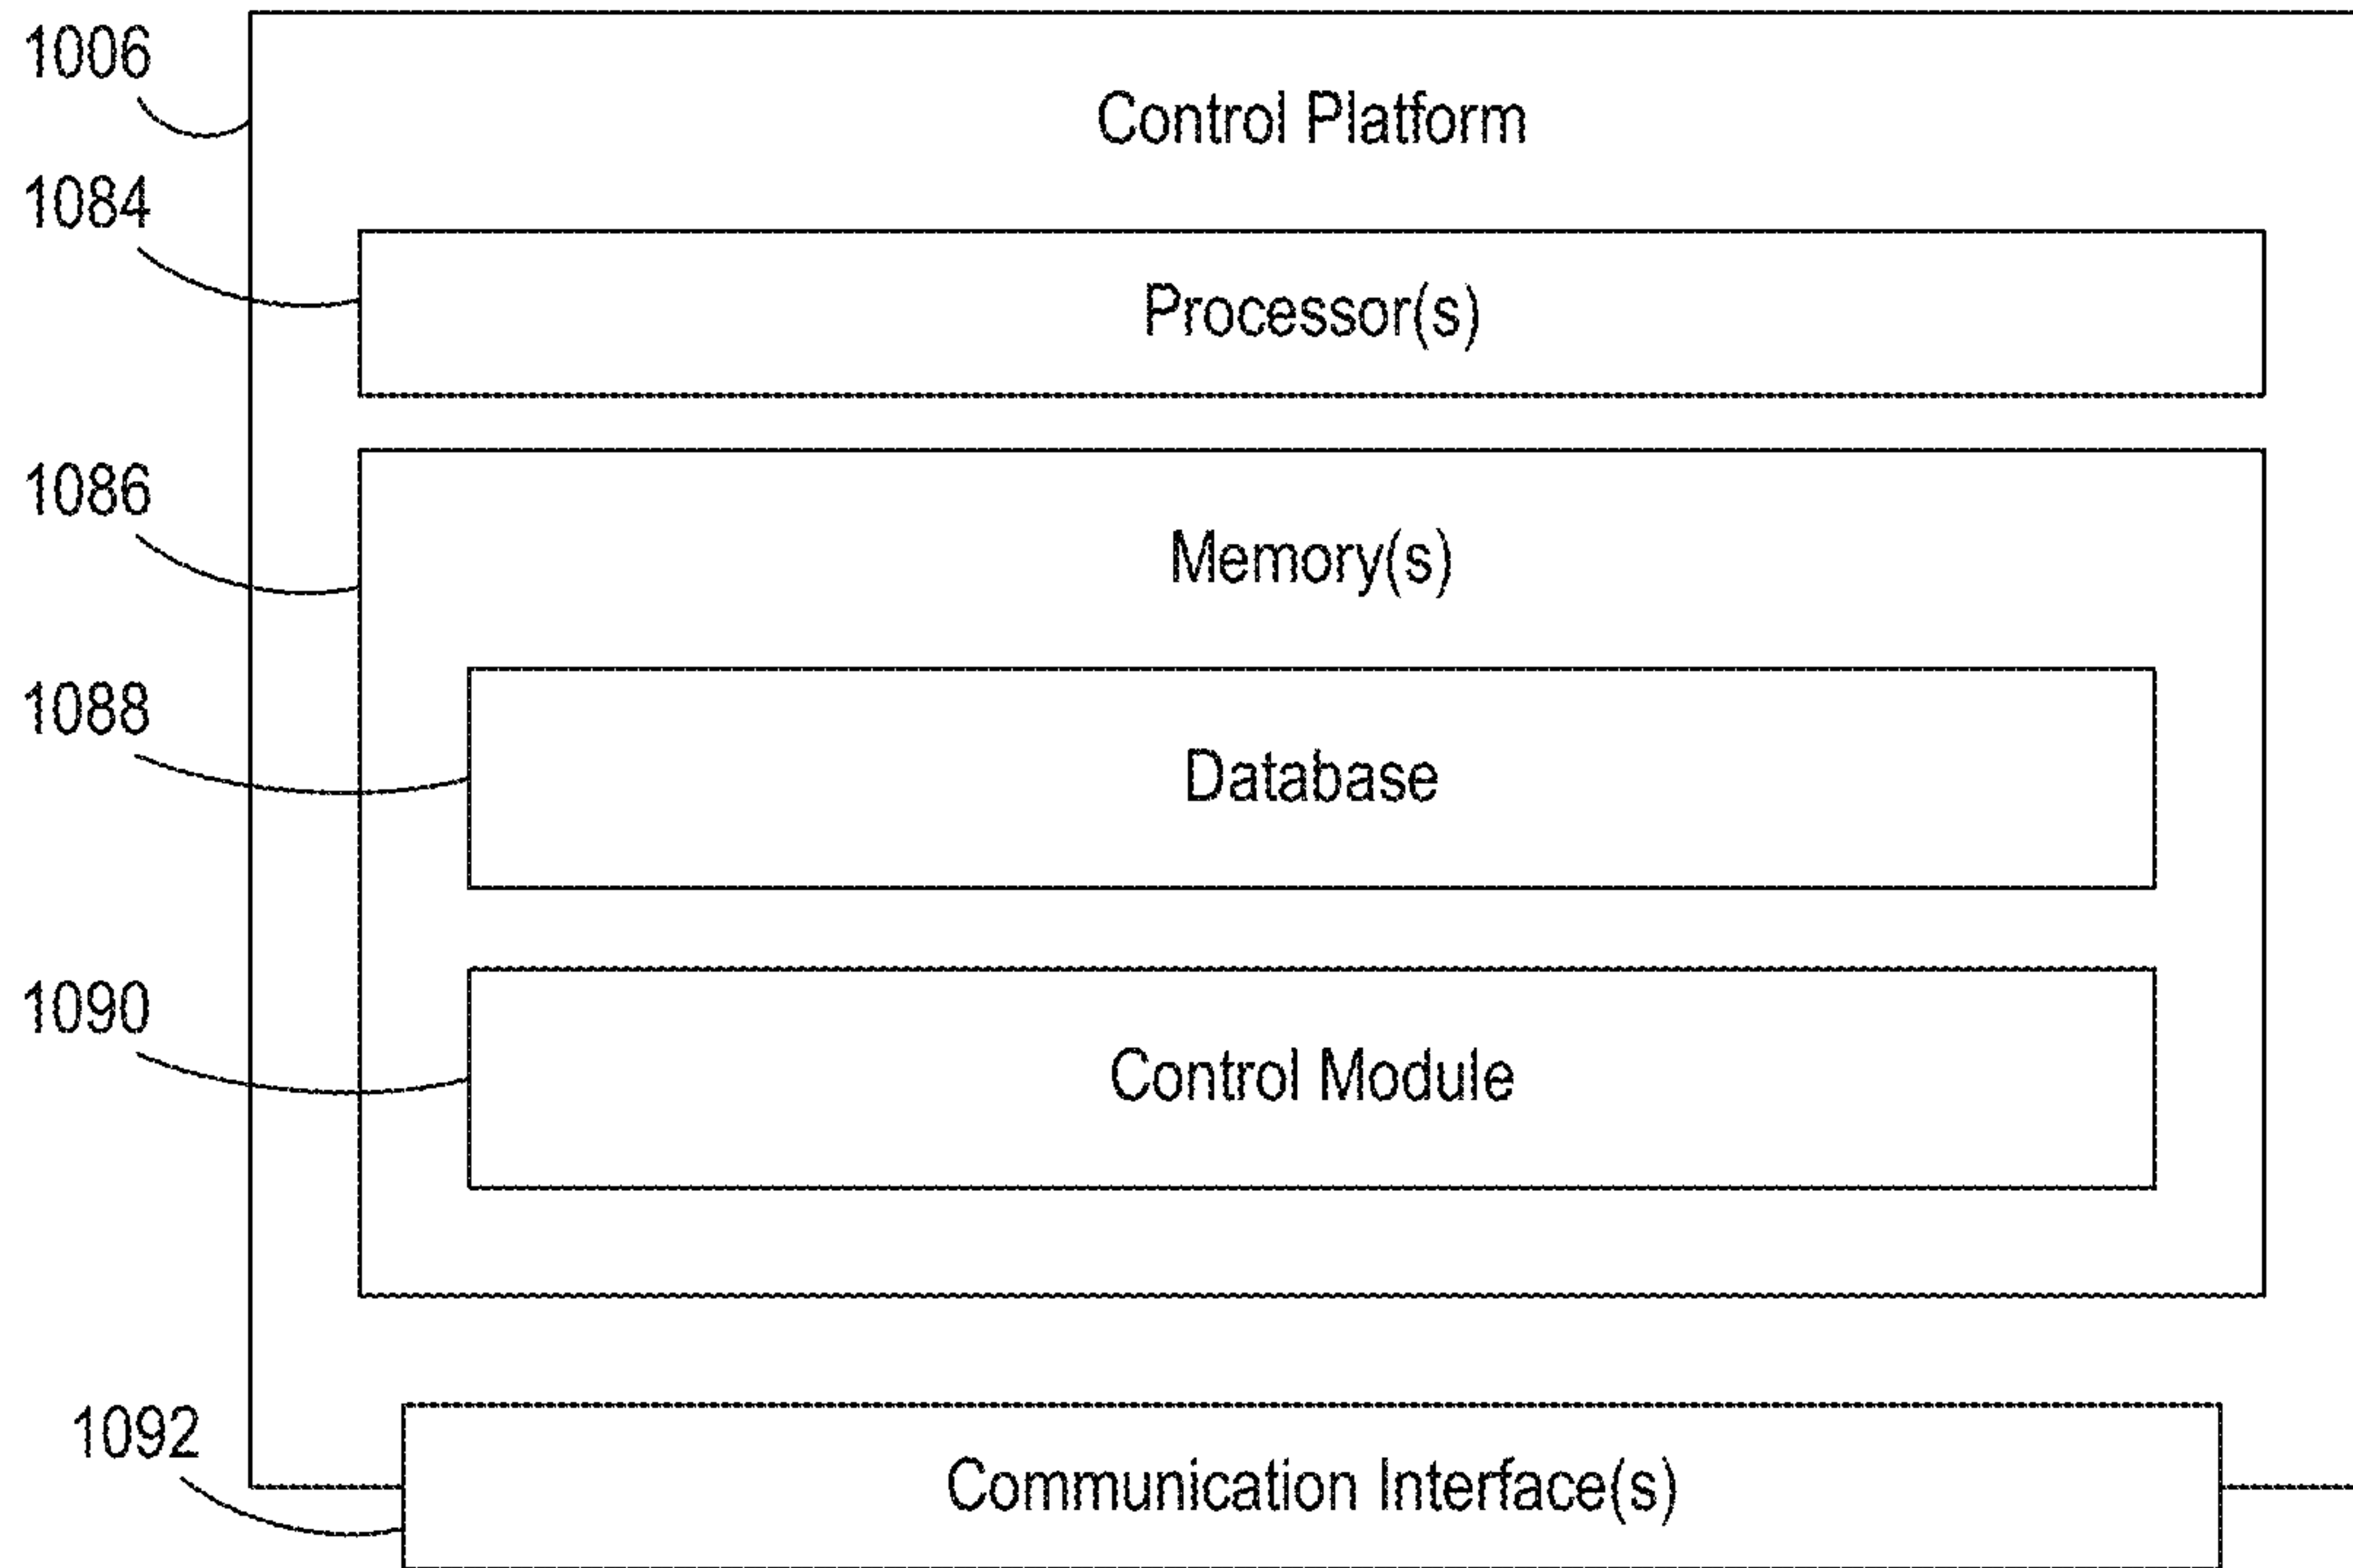 1006
Control Platform
1084
Processor(s)
1086
Memory(s)
1088
Database
1090
Control Module
1092
Communication Interface(s)